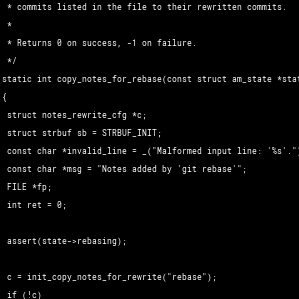 * commits listed in the file to their rewritten commits.
*
* Returns 0 on success, -1 on failure.
*/
static int copy_notes_for_rebase(const struct am_state *stat
{
struct notes_rewrite_cfg *c;
struct strbuf sb = STRBUF_INIT;
const char *invalid_line = _("Malformed input line: '%s'.")
const char *msg = "Notes added by 'git rebase'";
FILE *fp;
int ret = 0;
assert(state->rebasing);
c = init_copy_notes_for_rewrite("rebase");
if (!c)